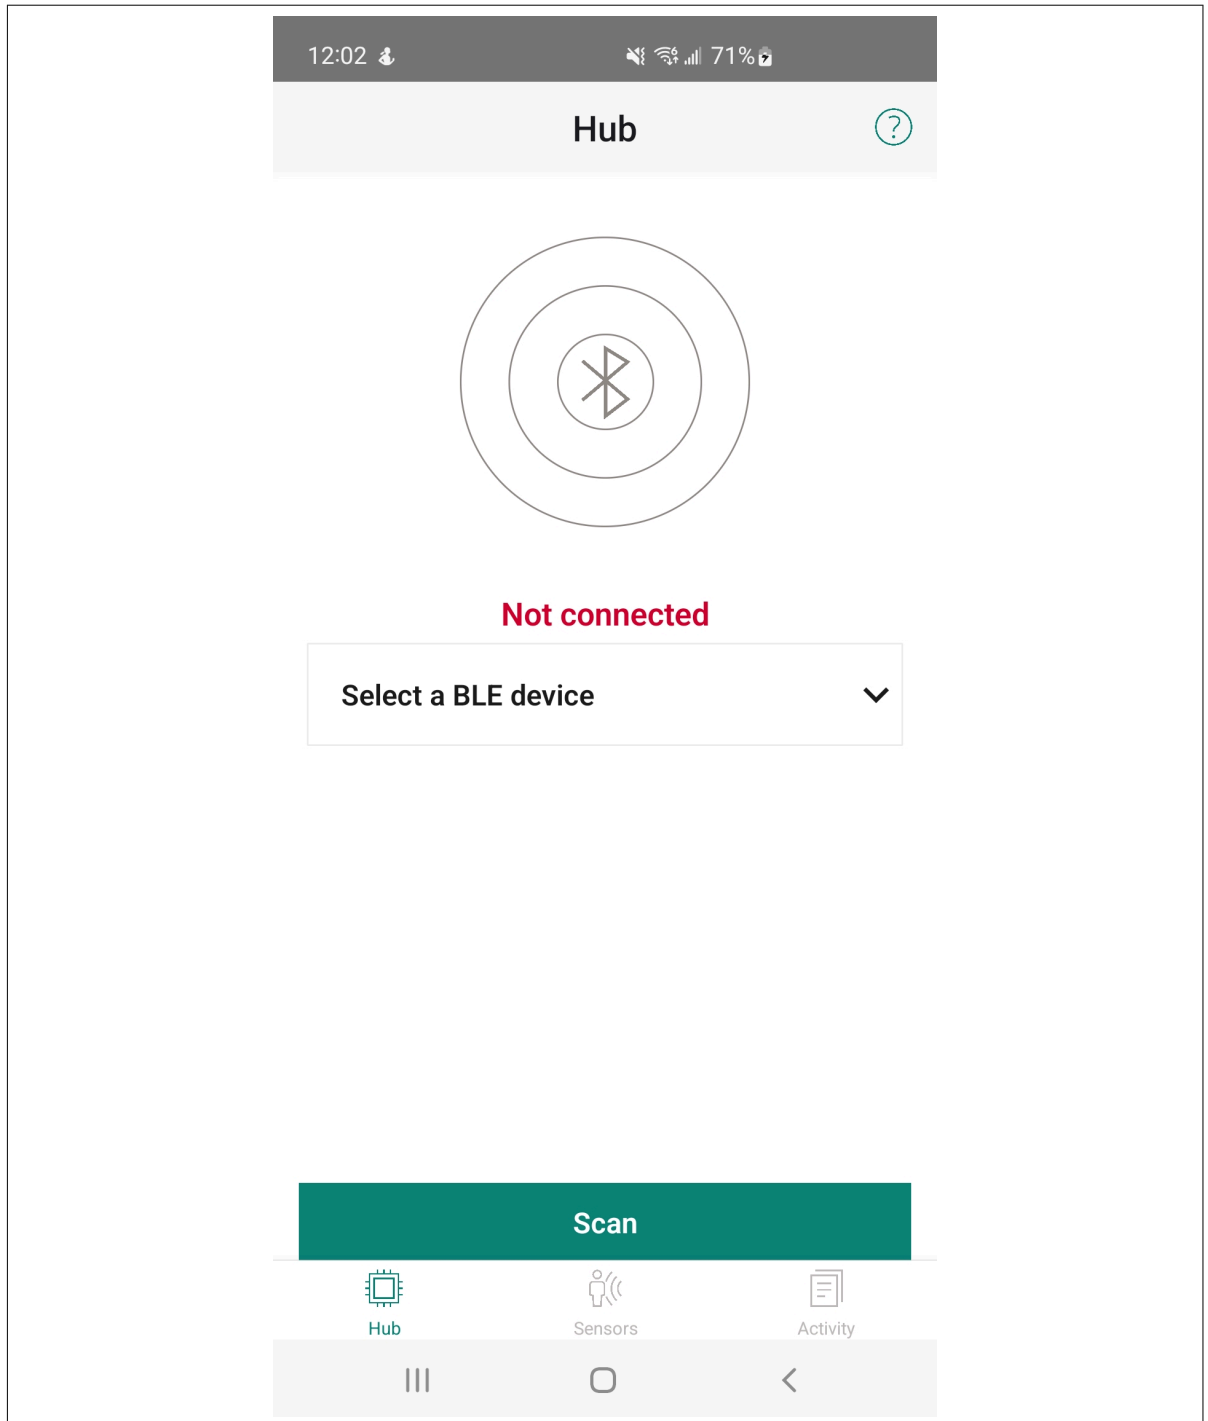 12:02 71%
Hub
?
Not connected
Select a BLE device
Scan
Hub Sensors Activity